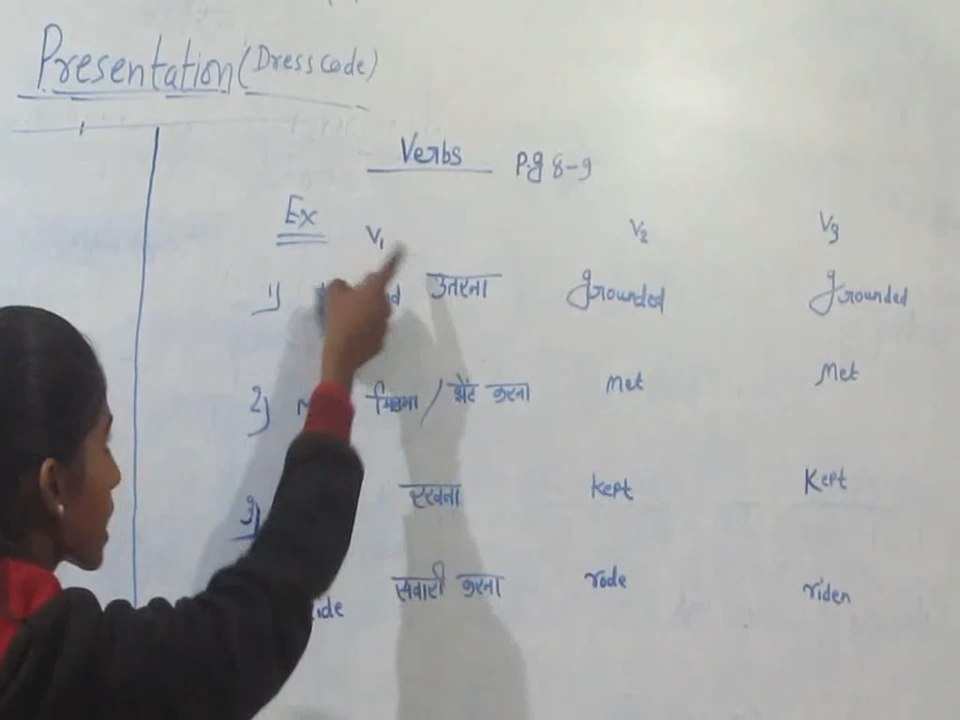 Presentation (Dress code)
Verbs P.g 8-9
Ex V1 V2 V3
1) उतरना grounded grounded
2) मिलना / भेंट करना Met Met
3) रखना kept kept
सवारी करना rode riden